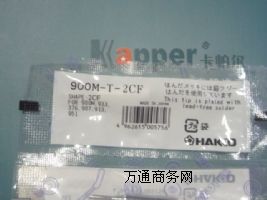 Kapper 卡帕尔
900M-T-2CF
SHAPE-2CF
FOR 900M,933,
376,907,913,
951
はんだメッキには鉛フリー
はんだを使用しています
This tip is plated with
lead-free solder
MADE IN JAPAN
4 962615 005756
袋
HAKKO
HAKKO
万通商务网